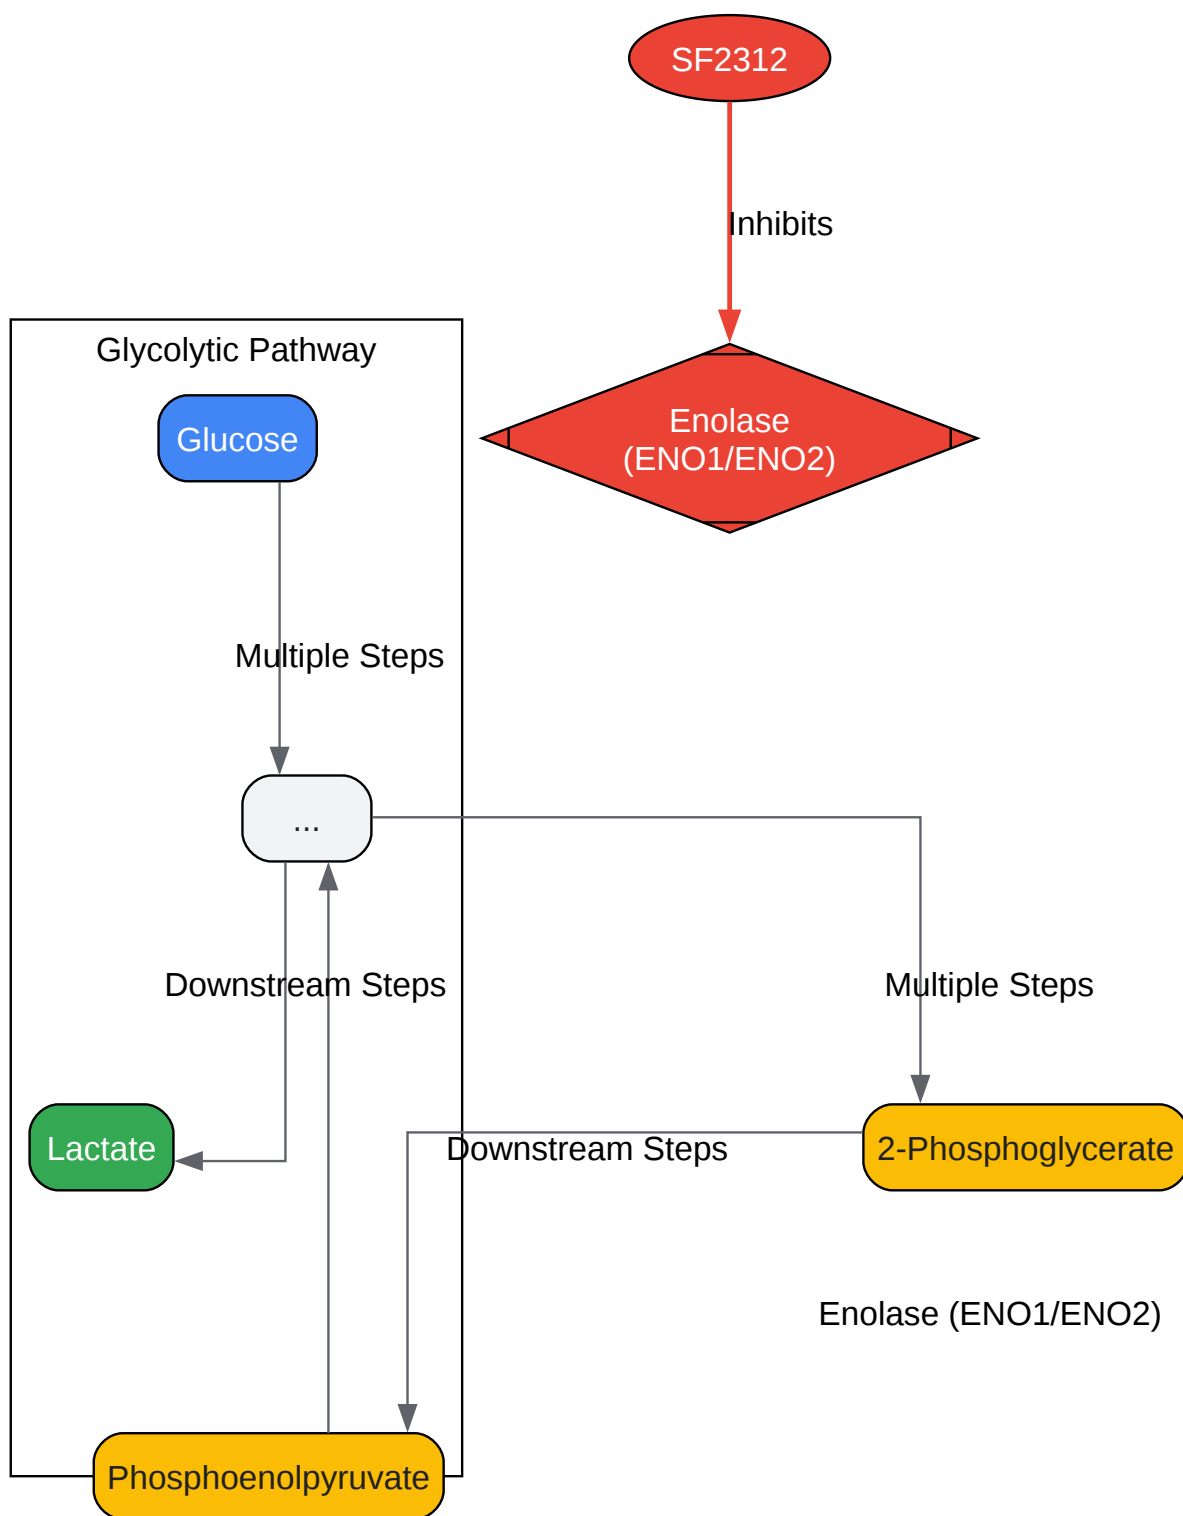 SF2312
Inhibits
Glycolytic Pathway
Glucose
Enolase
(ENO1/ENO2)
Multiple Steps
...
Downstream Steps
Multiple Steps
Lactate
Downstream Steps
2-Phosphoglycerate
Enolase (ENO1/ENO2)
Phosphoenolpyruvate